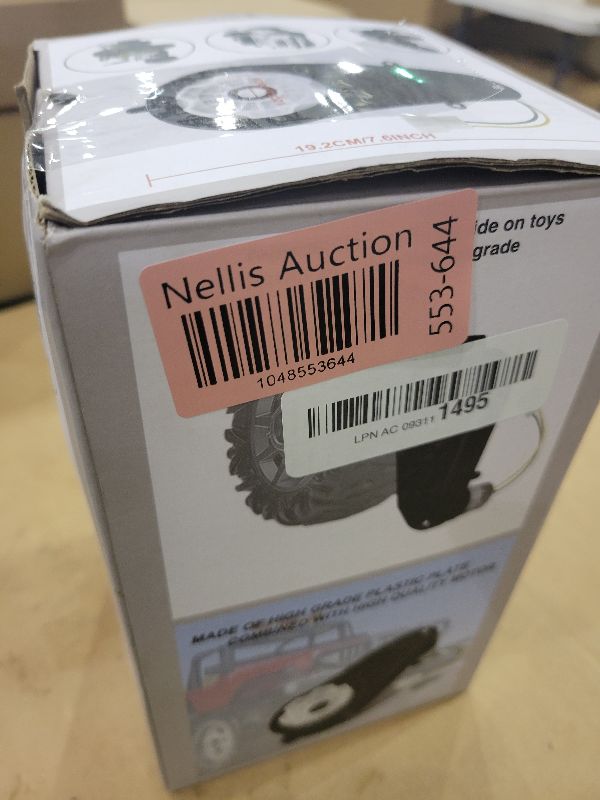 19.2CM/7.6INCH
ide on toys
grade
Nellis Auction
1048553644
553-644
LPN AC 09311 1495
MADE OF HIGH GRADE PLASTIC PLATE
COMBINED WITH HIGH QUALITY MOTOR